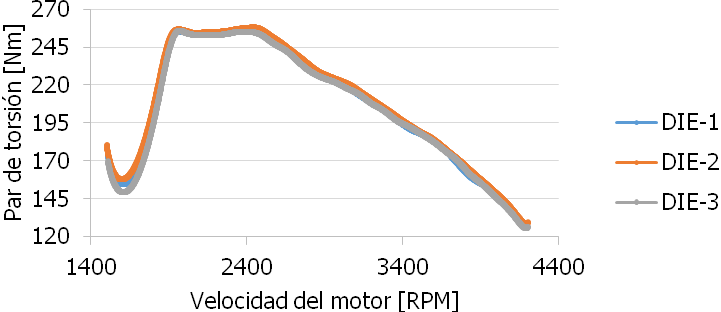 Par de torsión [Nm]
270
245
220
195
170
145
120
1400
2400
3400
4400
Velocidad del motor [RPM]
DIE-1
DIE-2
DIE-3